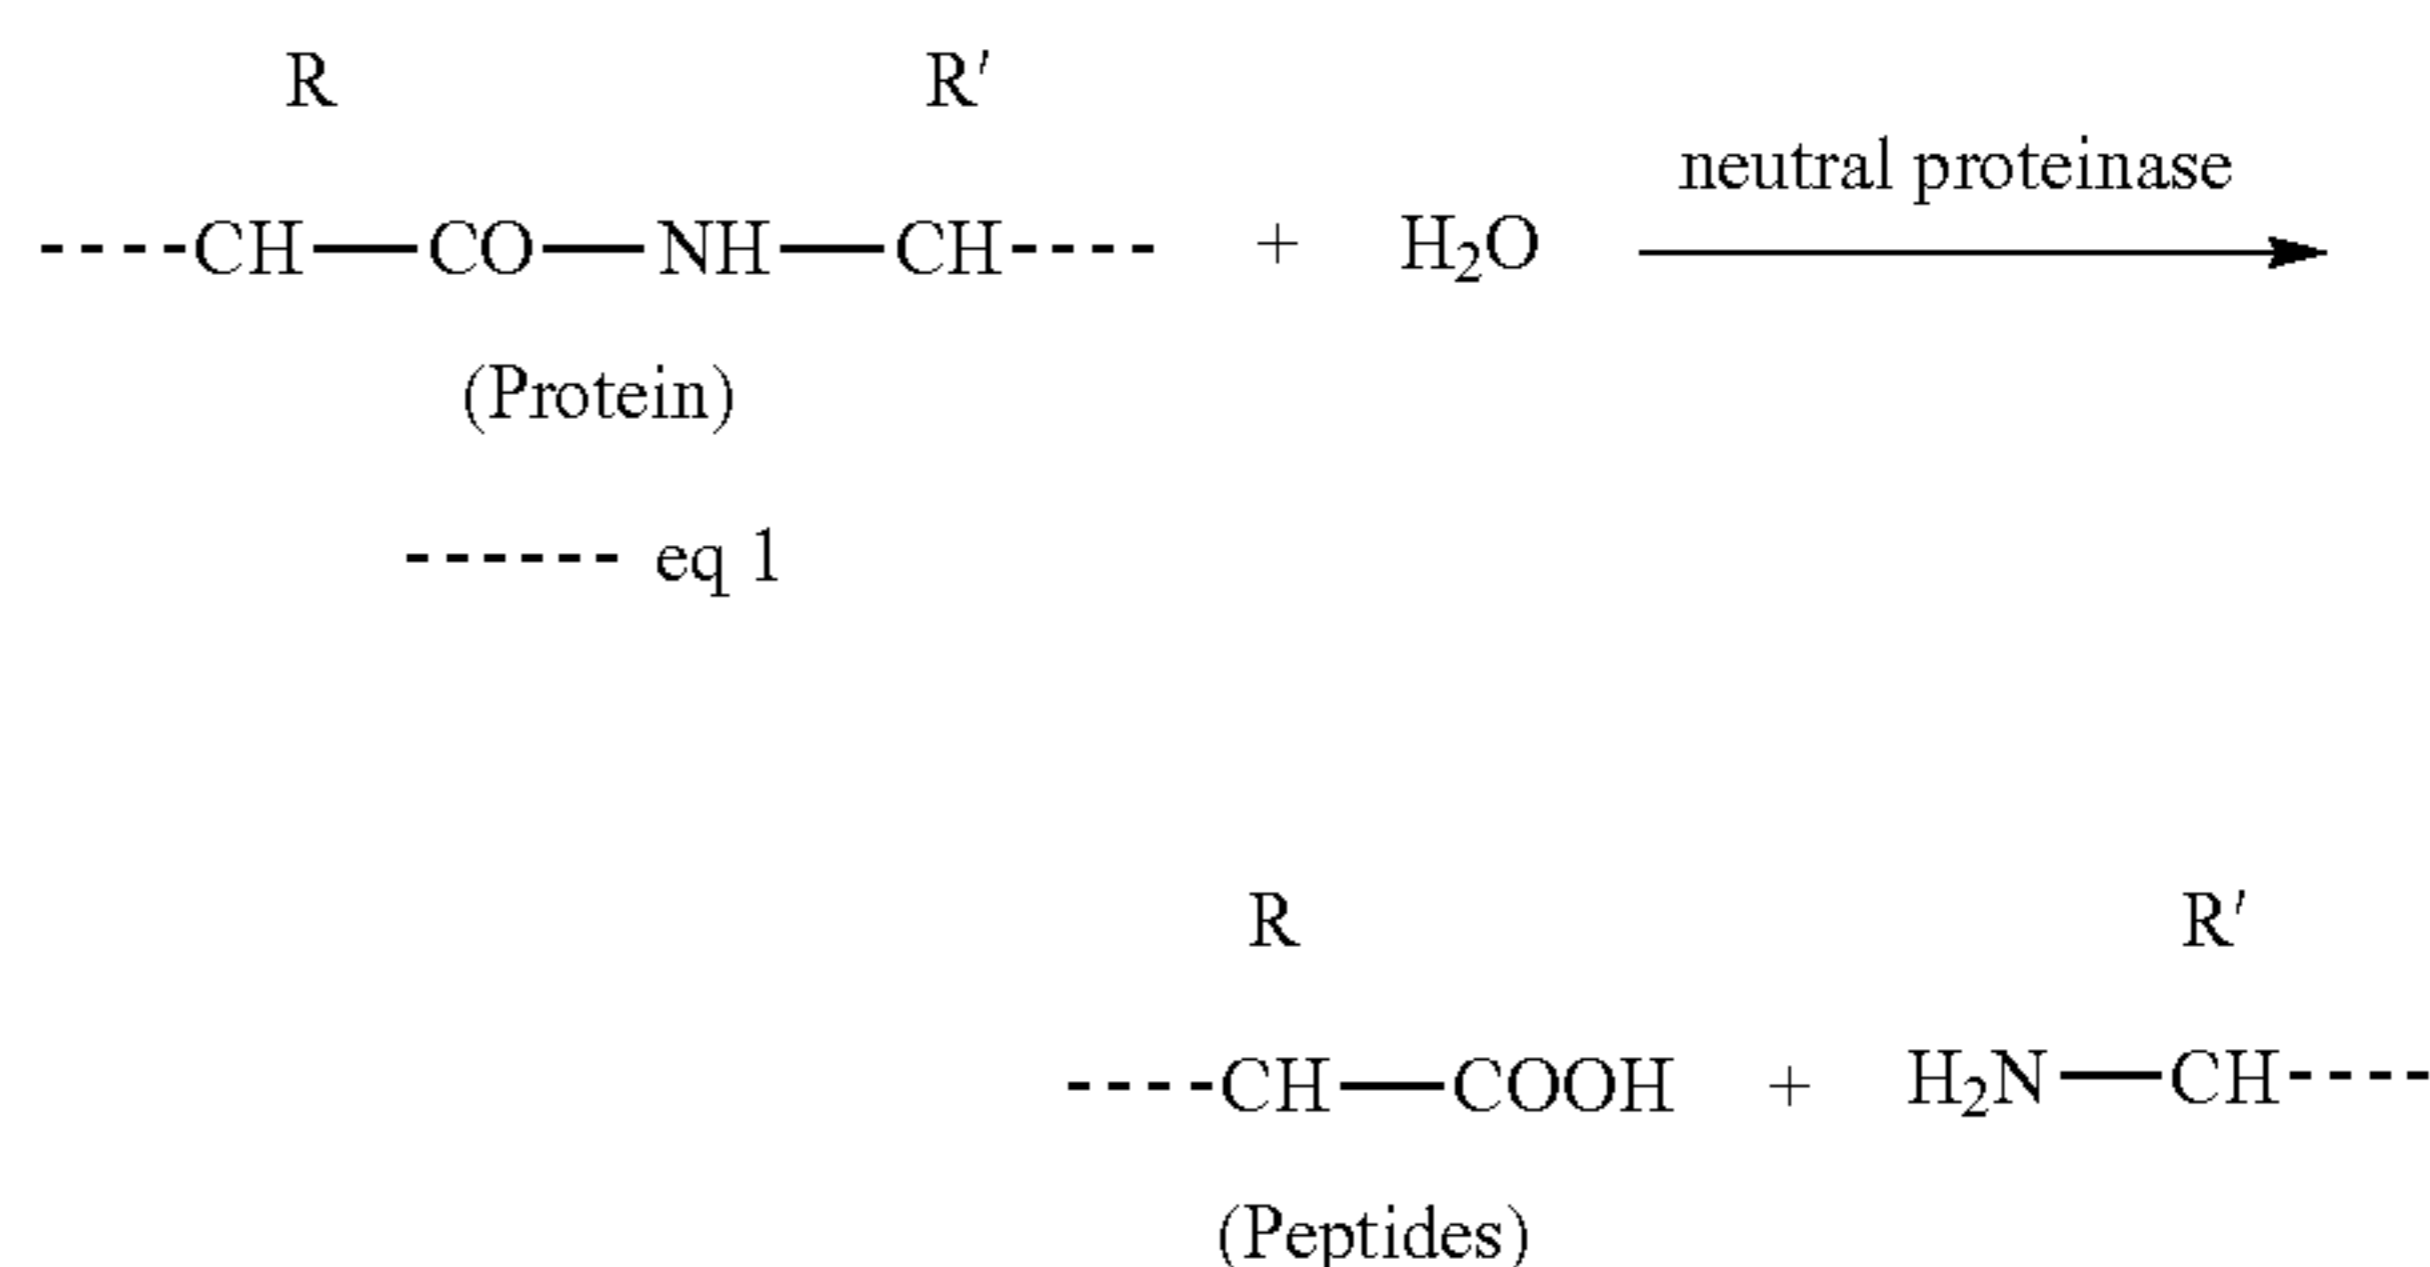 R R′
neutral proteinase
----CH—CO—NH—CH---- + H₂O
(Protein)
------ eq 1
R R′
----CH—COOH + H₂N—CH----
(Peptides)